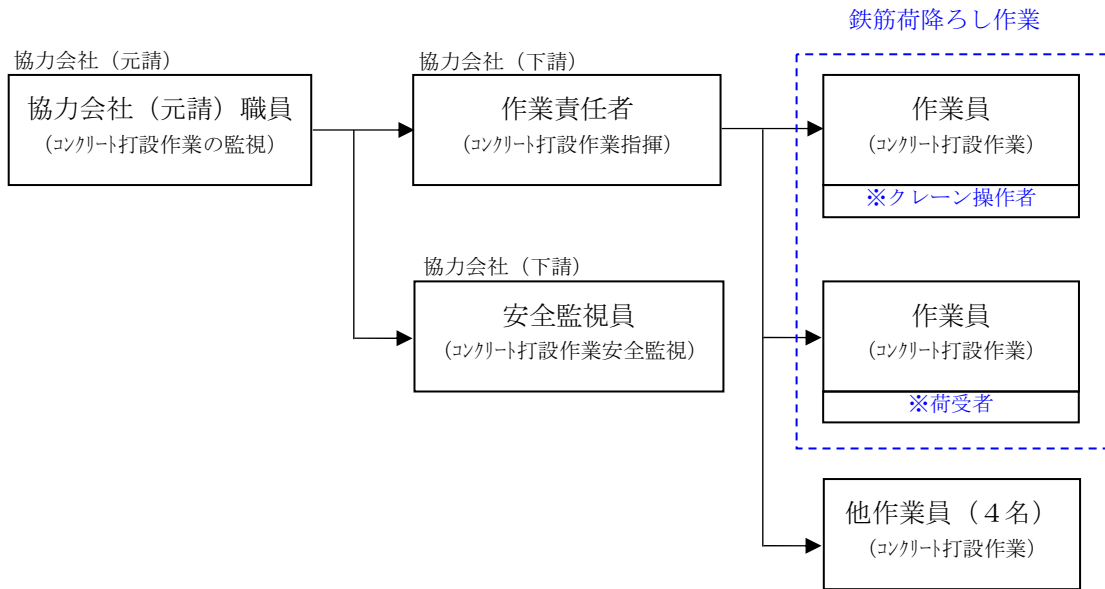 鉄筋荷降ろし作業
協力会社（元請）
協力会社（元請）職員
（ｺﾝｸﾘｰﾄ打設作業の監視）
協力会社（下請）
作業責任者
（ｺﾝｸﾘｰﾄ打設作業指揮）
作業員
（ｺﾝｸﾘｰﾄ打設作業）
※クレーン操作者
協力会社（下請）
安全監視員
（ｺﾝｸﾘｰﾄ打設作業安全監視）
作業員
（ｺﾝｸﾘｰﾄ打設作業）
※荷受者
他作業員（４名）
（ｺﾝｸﾘｰﾄ打設作業）